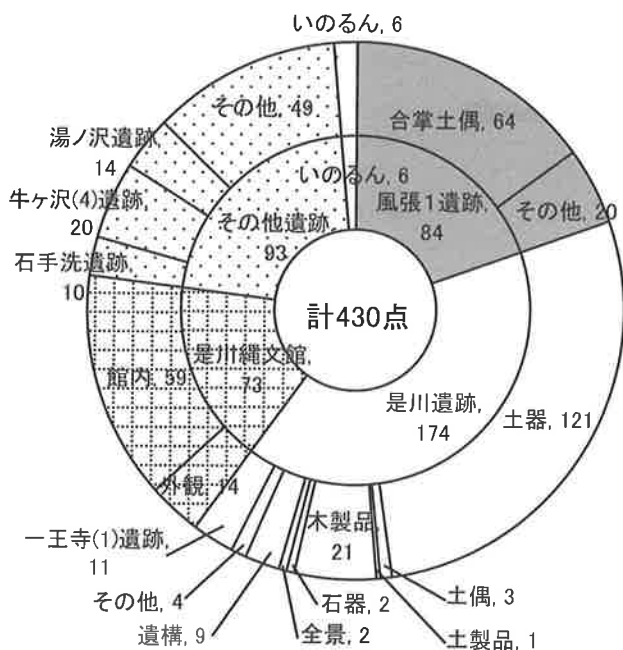 いのるん, 6
その他, 49
合掌土偶, 64
湯ノ沢遺跡,
14
いのるん, 6
風張1遺跡,
84
その他, 20
牛ヶ沢(4)遺跡,
20
その他遺跡,
93
石手洗遺跡,
10
計430点
館内, 59
是川縄文館,
73
是川遺跡,
174
土器, 121
外観, 14
一王寺(1)遺跡,
11
木製品,
21
その他, 4
遺構, 9
全景, 2
石器, 2
土偶, 3
土製品, 1